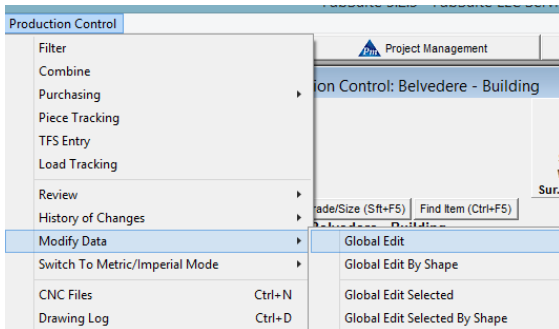 Production Control
Filter
Project Management
Combine
Purchasing
ion Control: Belvedere - Building
Piece Tracking
TFS Entry
Load Tracking
Sur.
Review
rade/Size (Sft+F5) Find Item (Ctrl+F5)
History of Changes
Modify Data
Global Edit
Switch To Metric/Imperial Mode
Global Edit By Shape
CNC Files Ctrl+N
Global Edit Selected
Drawing Log Ctrl+D
Global Edit Selected By Shape